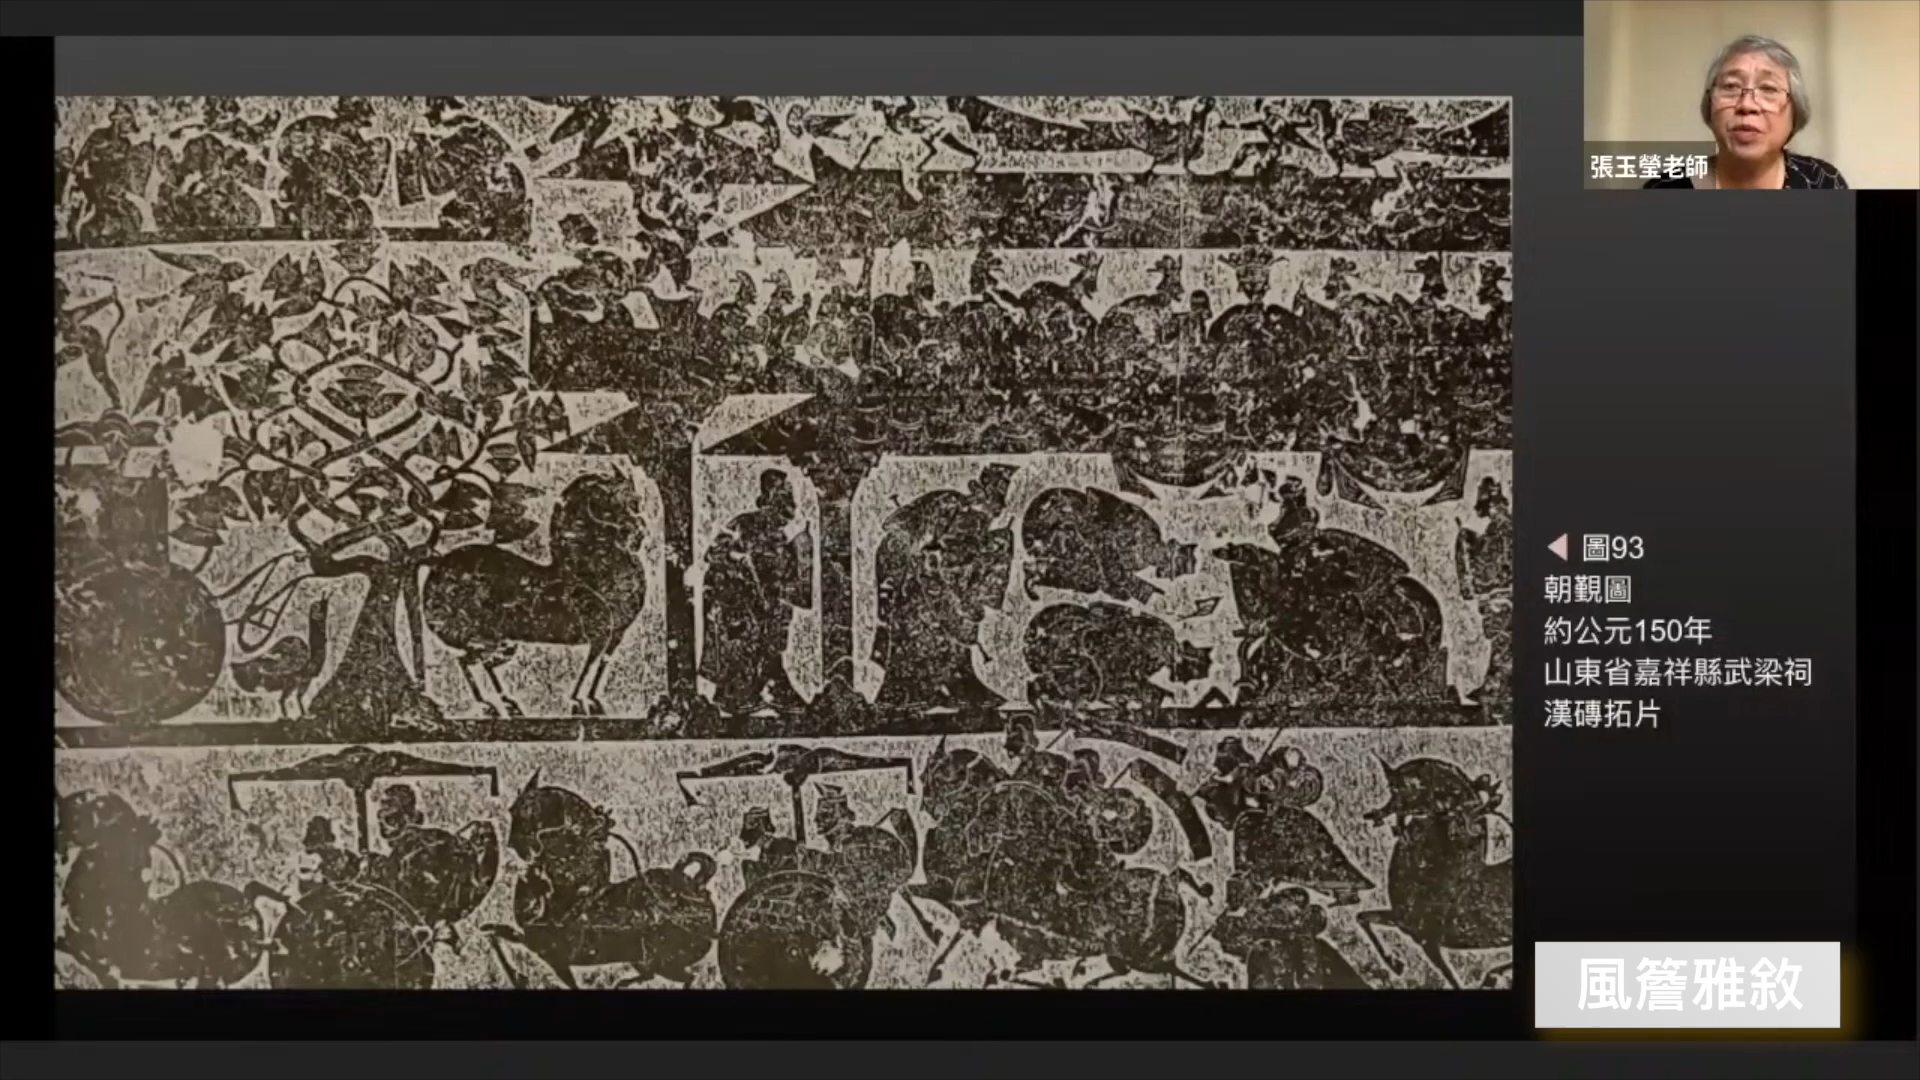 張玉瑩老師
圖93
朝覲圖
約公元150年
山東省嘉祥縣武梁祠
漢磚拓片
風簷雅敘